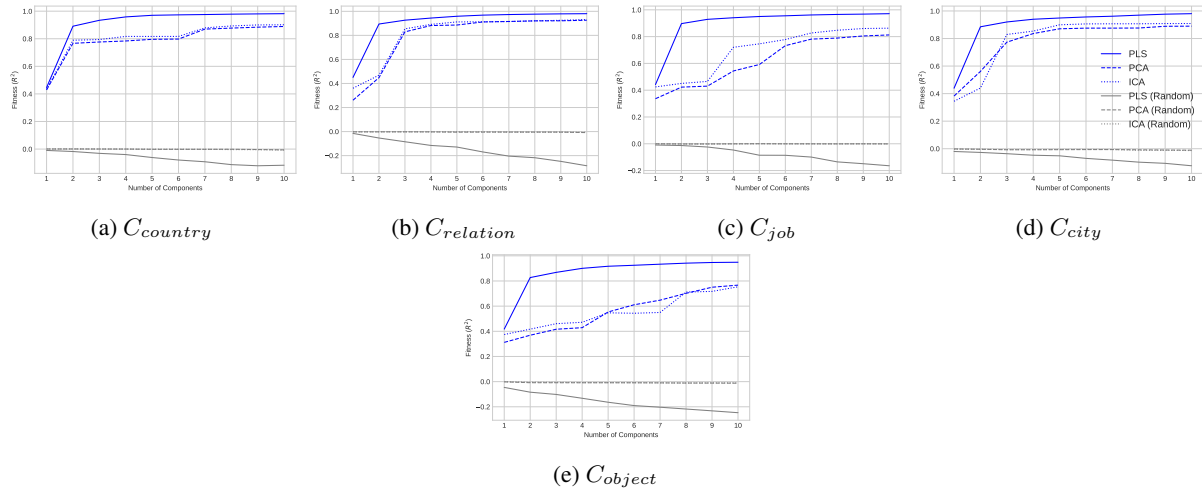 Fitness (R²)
1.0
0.8
0.6
0.4
0.2
0.0
1 2 3 4 5 6 7 8 9 10
Number of Components
(a) C_country
Fitness (R²)
1.0
0.8
0.6
0.4
0.2
0.0
−0.2
1 2 3 4 5 6 7 8 9 10
Number of Components
(b) C_relation
Fitness (R²)
1.0
0.8
0.6
0.4
0.2
0.0
−0.2
1 2 3 4 5 6 7 8 9 10
Number of Components
(c) C_job
Fitness (R²)
1.0
0.8
0.6
0.4
0.2
0.0
1 2 3 4 5 6 7 8 9 10
Number of Components
PLS
PCA
ICA
PLS (Random)
PCA (Random)
ICA (Random)
(d) C_city
Fitness (R²)
1.0
0.8
0.6
0.4
0.2
0.0
−0.2
1 2 3 4 5 6 7 8 9 10
Number of Components
(e) C_object